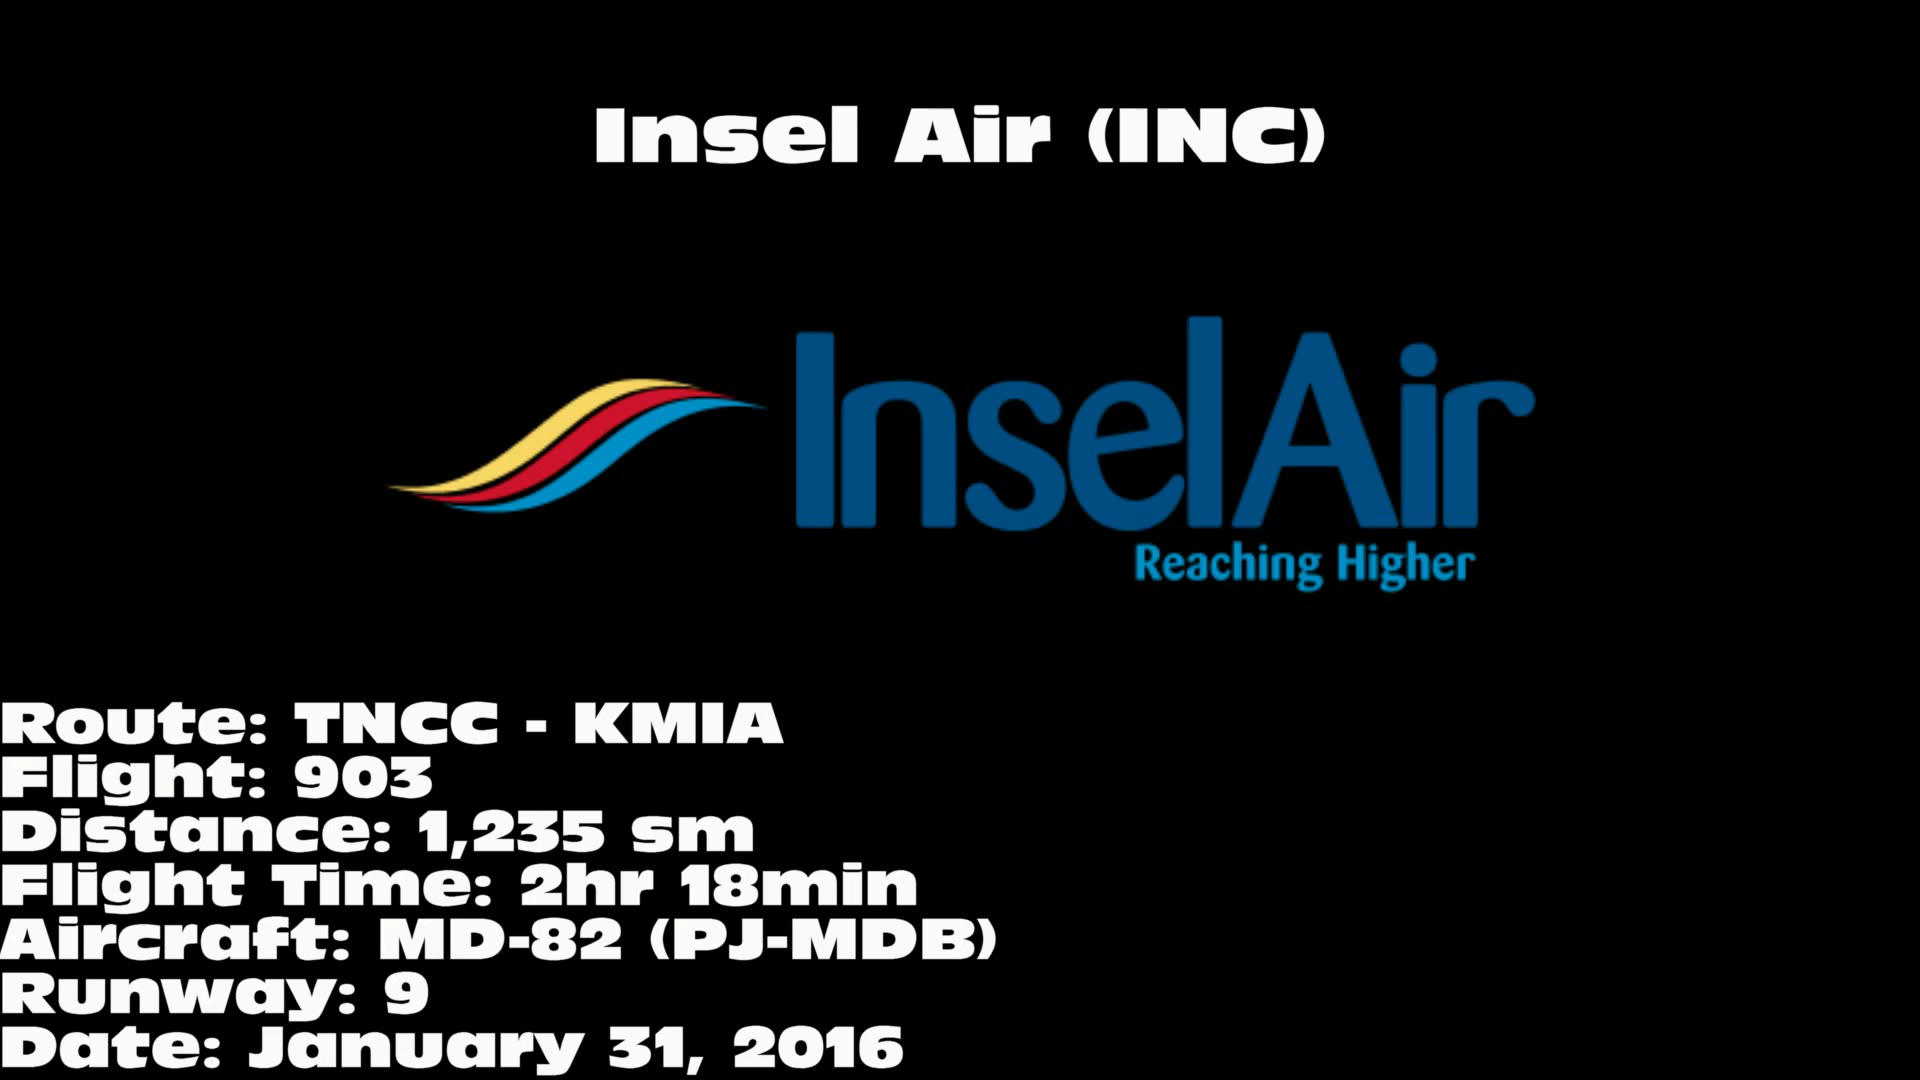 Insel Air (INC)
InselAir
Reaching Higher
Route: TNCC - KMIA
Flight: 903
Distance: 1,235 sm
Flight Time: 2hr 18min
Aircraft: MD-82 (PJ-MDB)
Runway: 9
Date: January 31, 2016